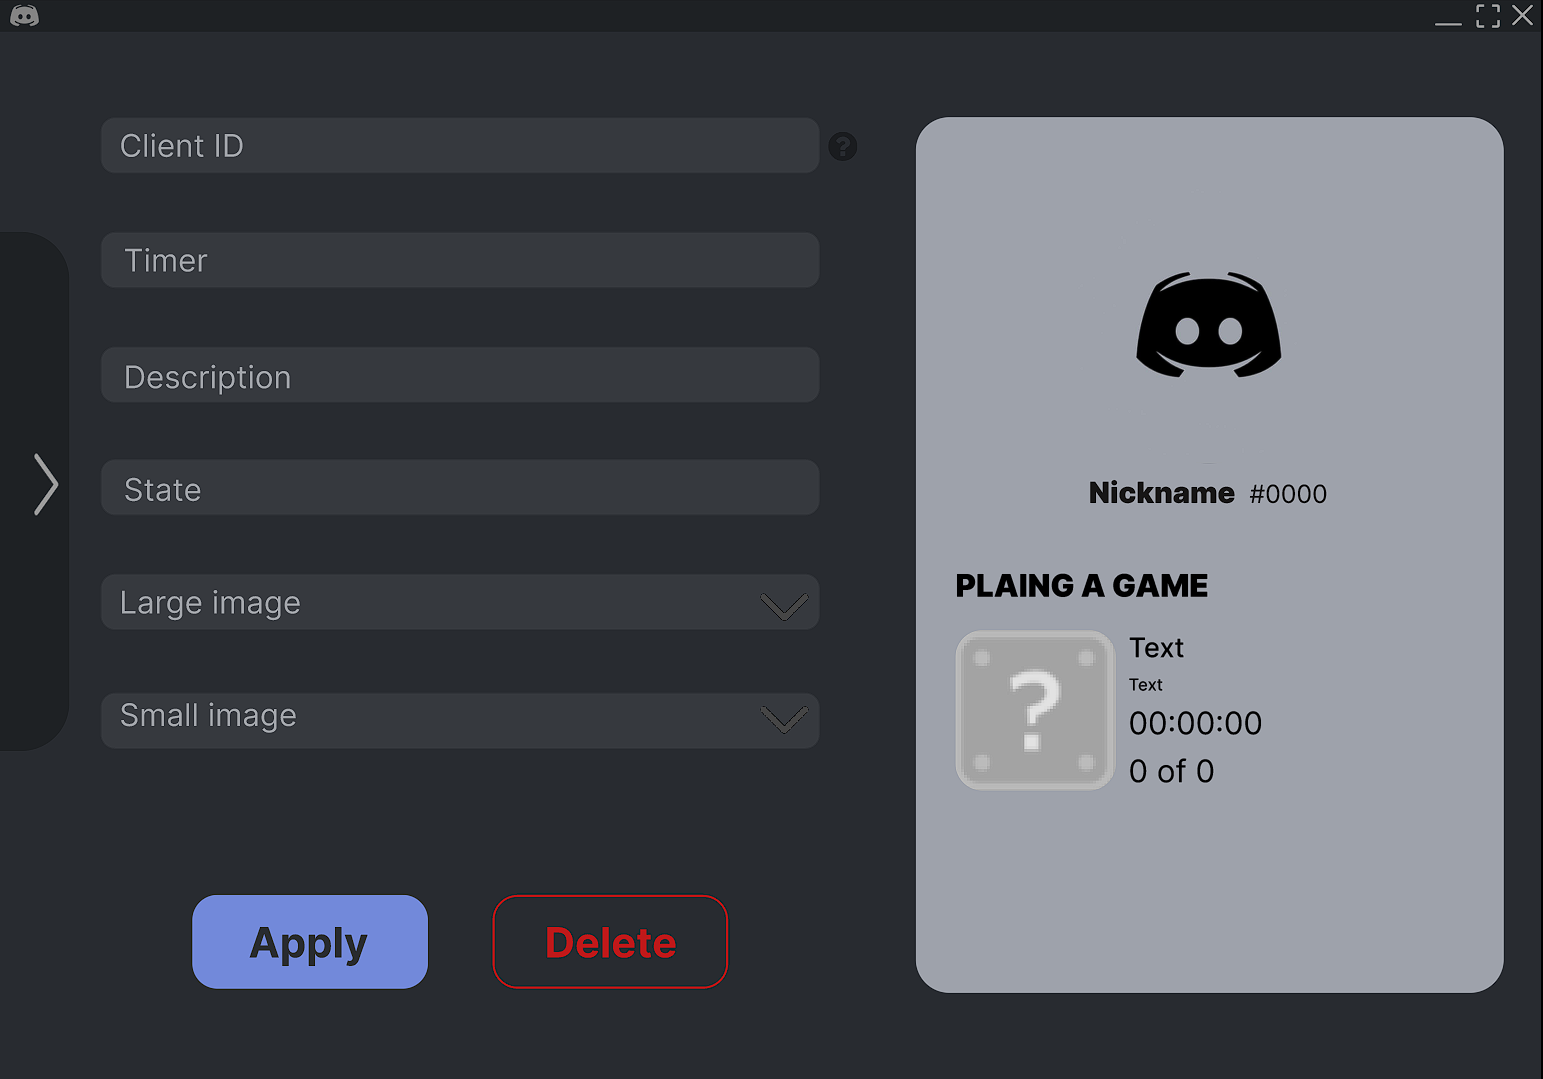 Client ID
?
Timer
Description
State
Large image
Small image
Apply
Delete
Nickname #0000
PLAING A GAME
?
Text
Text
00:00:00
0 of 0